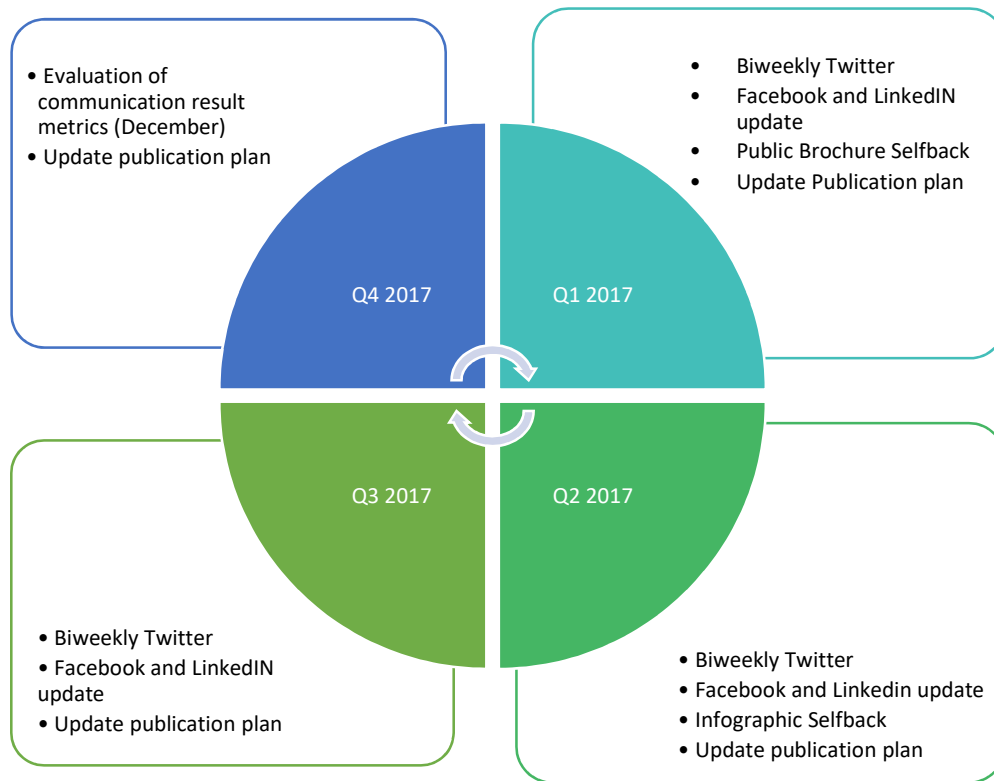 • Evaluation of
communication result
metrics (December)
• Update publication plan
• Biweekly Twitter
• Facebook and LinkedIN
update
• Public Brochure Selfback
• Update Publication plan
Q4 2017
Q1 2017
Q3 2017
Q2 2017
• Biweekly Twitter
• Facebook and LinkedIN
update
• Update publication plan
• Biweekly Twitter
• Facebook and Linkedin update
• Infographic Selfback
• Update publication plan